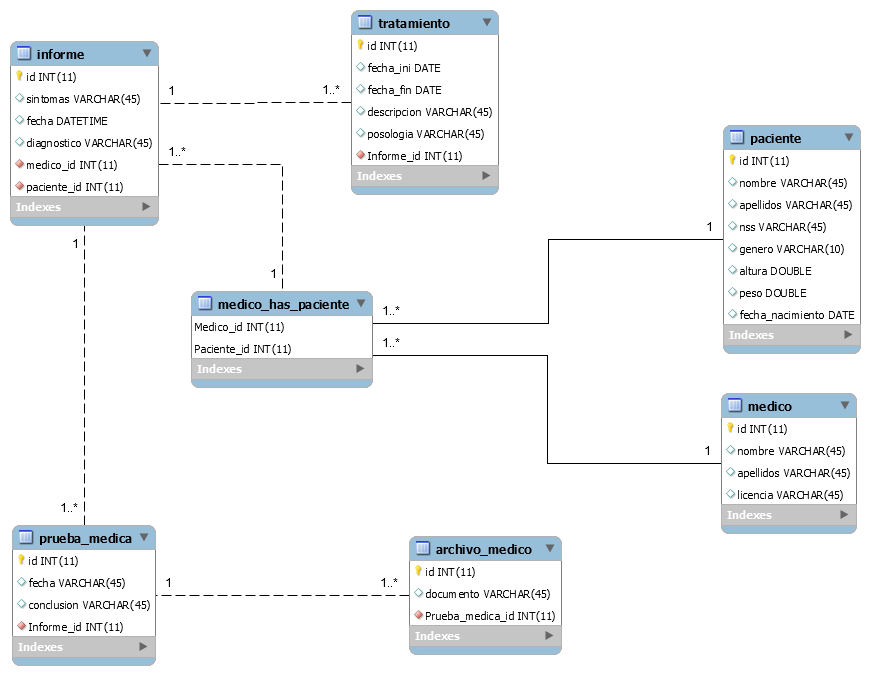 informe
id INT(11)
sintomas VARCHAR(45)
fecha DATETIME
diagnostico VARCHAR(45)
medico_id INT(11)
paciente_id INT(11)
Indexes
1
1..*
tratamiento
id INT(11)
fecha_ini DATE
fecha_fin DATE
descripcion VARCHAR(45)
posologia VARCHAR(45)
Informe_id INT(11)
Indexes
1..*
1
paciente
id INT(11)
nombre VARCHAR(45)
apellidos VARCHAR(45)
nss VARCHAR(45)
genero VARCHAR(10)
altura DOUBLE
peso DOUBLE
fecha_nacimiento DATE
Indexes
1
1
medico_has_paciente
Medico_id INT(11)
Paciente_id INT(11)
Indexes
1..*
1..*
medico
id INT(11)
nombre VARCHAR(45)
apellidos VARCHAR(45)
licencia VARCHAR(45)
Indexes
1
1..*
prueba_medica
id INT(11)
fecha VARCHAR(45)
conclusion VARCHAR(45)
Informe_id INT(11)
Indexes
1
1..*
archivo_medico
id INT(11)
documento VARCHAR(45)
Prueba_medica_id INT(11)
Indexes